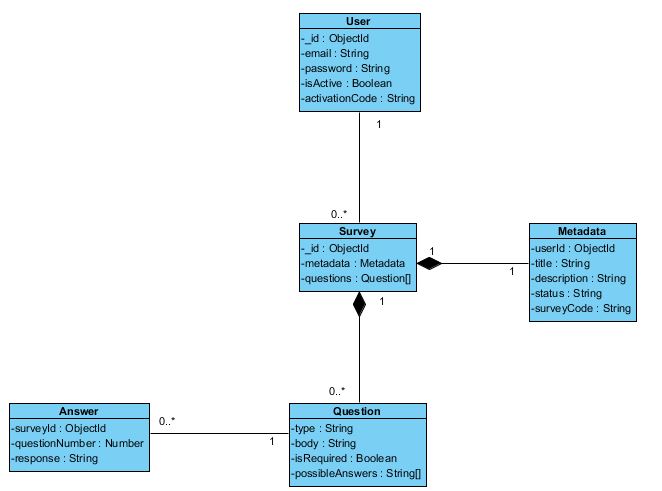 User
-_id : ObjectId
-email : String
-password : String
-isActive : Boolean
-activationCode : String
1
0..*
Survey
-_id : ObjectId
-metadata : Metadata
-questions : Question[]
1
1
Metadata
-userId : ObjectId
-title : String
-description : String
-status : String
-surveyCode : String
1
0..*
Answer
-surveyId : ObjectId
-questionNumber : Number
-response : String
0..*
1
Question
-type : String
-body : String
-isRequired : Boolean
-possibleAnswers : String[]